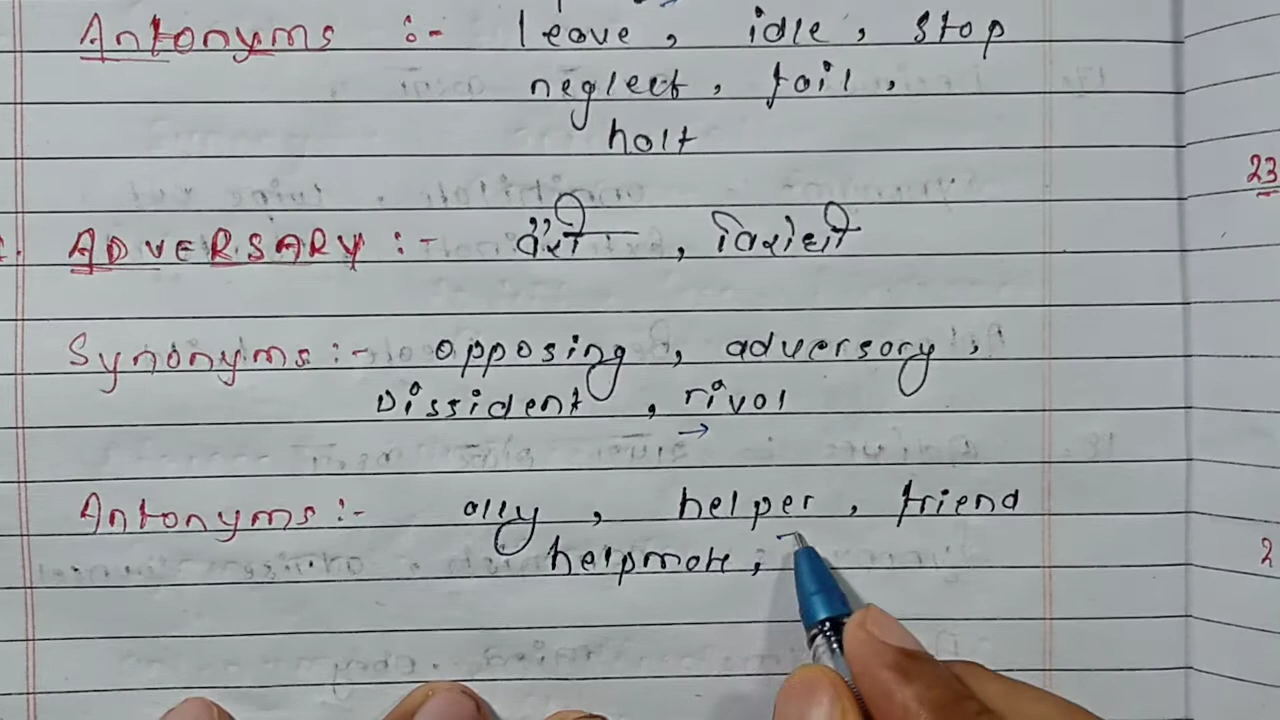 Antonyms :- leave, idle, stop
neglect, fail,
halt
23
ADVERSARY :- वैरी, विरोधी
Synonyms :- opposing, adversary,
Dissident, rival
Antonyms :- ally, helper, friend
helpmate,
2